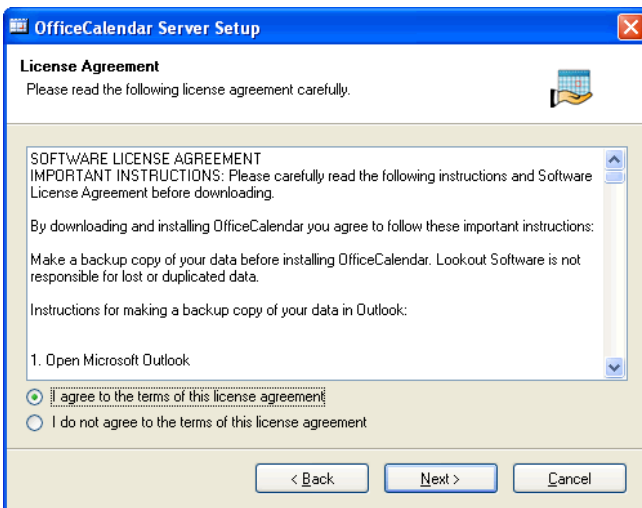 OfficeCalendar Server Setup
License Agreement
Please read the following license agreement carefully.
SOFTWARE LICENSE AGREEMENT
IMPORTANT INSTRUCTIONS: Please carefully read the following instructions and Software
License Agreement before downloading.
By downloading and installing OfficeCalendar you agree to follow these important instructions:
Make a backup copy of your data before installing OfficeCalendar. Lookout Software is not
responsible for lost or duplicated data.
Instructions for making a backup copy of your data in Outlook:
1. Open Microsoft Outlook
I agree to the terms of this license agreement
I do not agree to the terms of this license agreement
< Back Next > Cancel